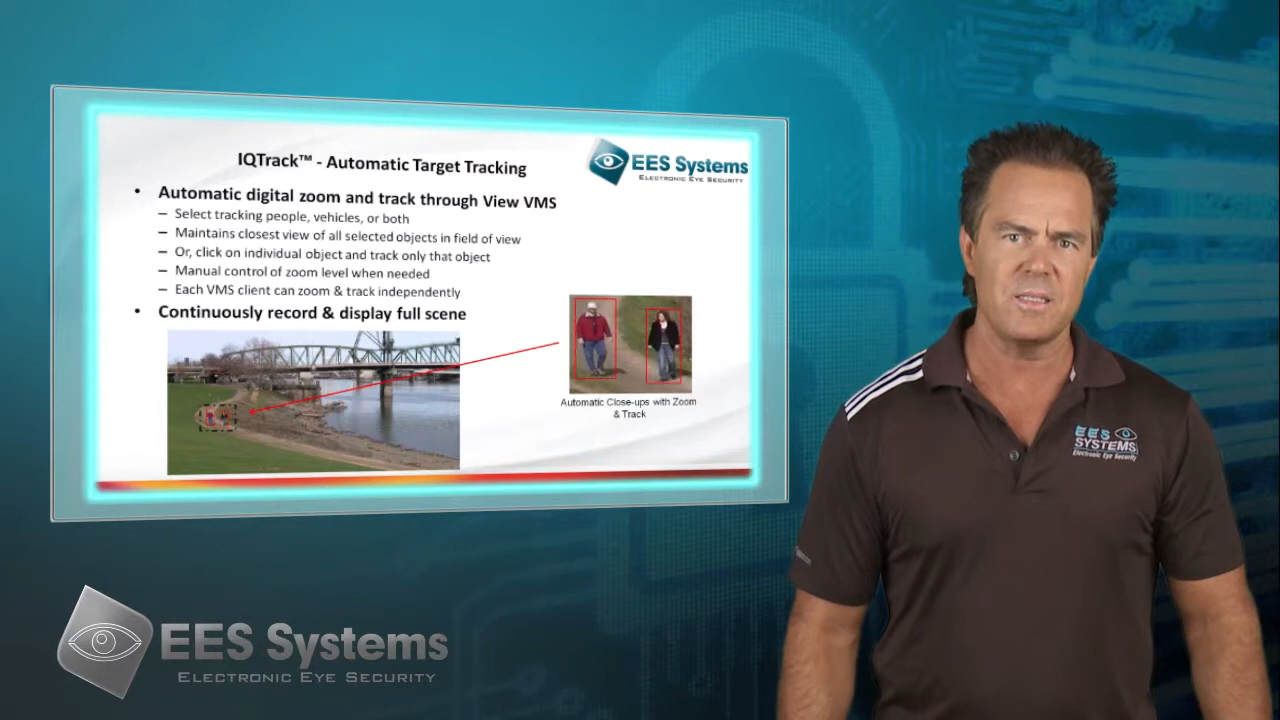 IQTrack™ - Automatic Target Tracking
EES Systems
Electronic Eye Security
• Automatic digital zoom and track through View VMS
– Select tracking people, vehicles, or both
– Maintains closest view of all selected objects in field of view
– Or, click on individual object and track only that object
– Manual control of zoom level when needed
– Each VMS client can zoom & track independently
• Continuously record & display full scene
Automatic Close-ups with Zoom
& Track
EES
SYSTEMS
Electronic Eye Security
EES Systems
Electronic Eye Security